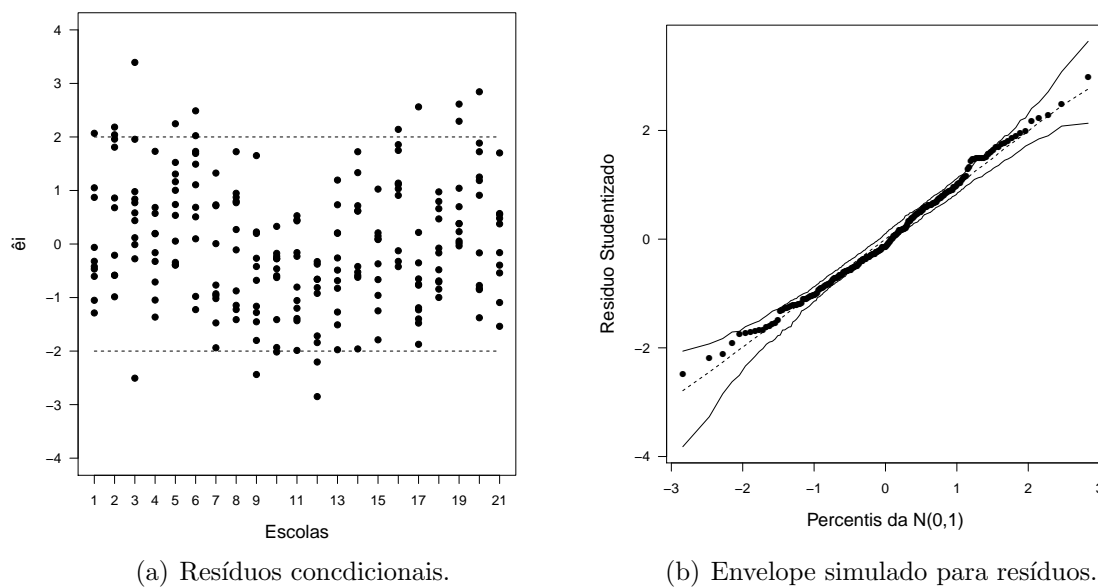 4
3
2
1
0
−1
−2
−3
−4
êi
1 2 3 4 5 6 7 8 9 11 13 15 17 19 21
Escolas
(a) Resíduos concdicionais.
2
0
−2
−4
Resíduo Studentizado
−3 −2 −1 0 1 2 3
Percentis da N(0,1)
(b) Envelope simulado para resíduos.